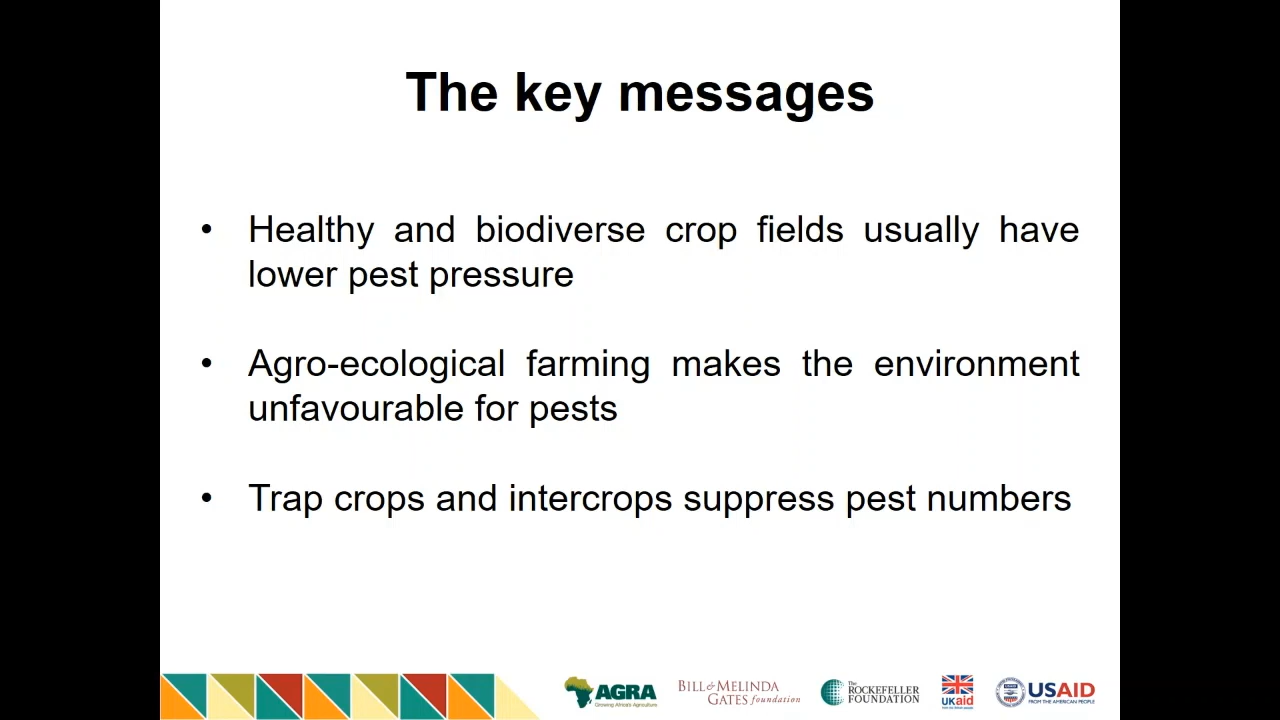 The key messages
• Healthy and biodiverse crop fields usually have
lower pest pressure
• Agro-ecological farming makes the environment
unfavourable for pests
• Trap crops and intercrops suppress pest numbers
AGRA
Growing Africa's Agriculture
BILL & MELINDA
GATES foundation
The
ROCKEFELLER
FOUNDATION
UKaid
USAID
FROM THE AMERICAN PEOPLE